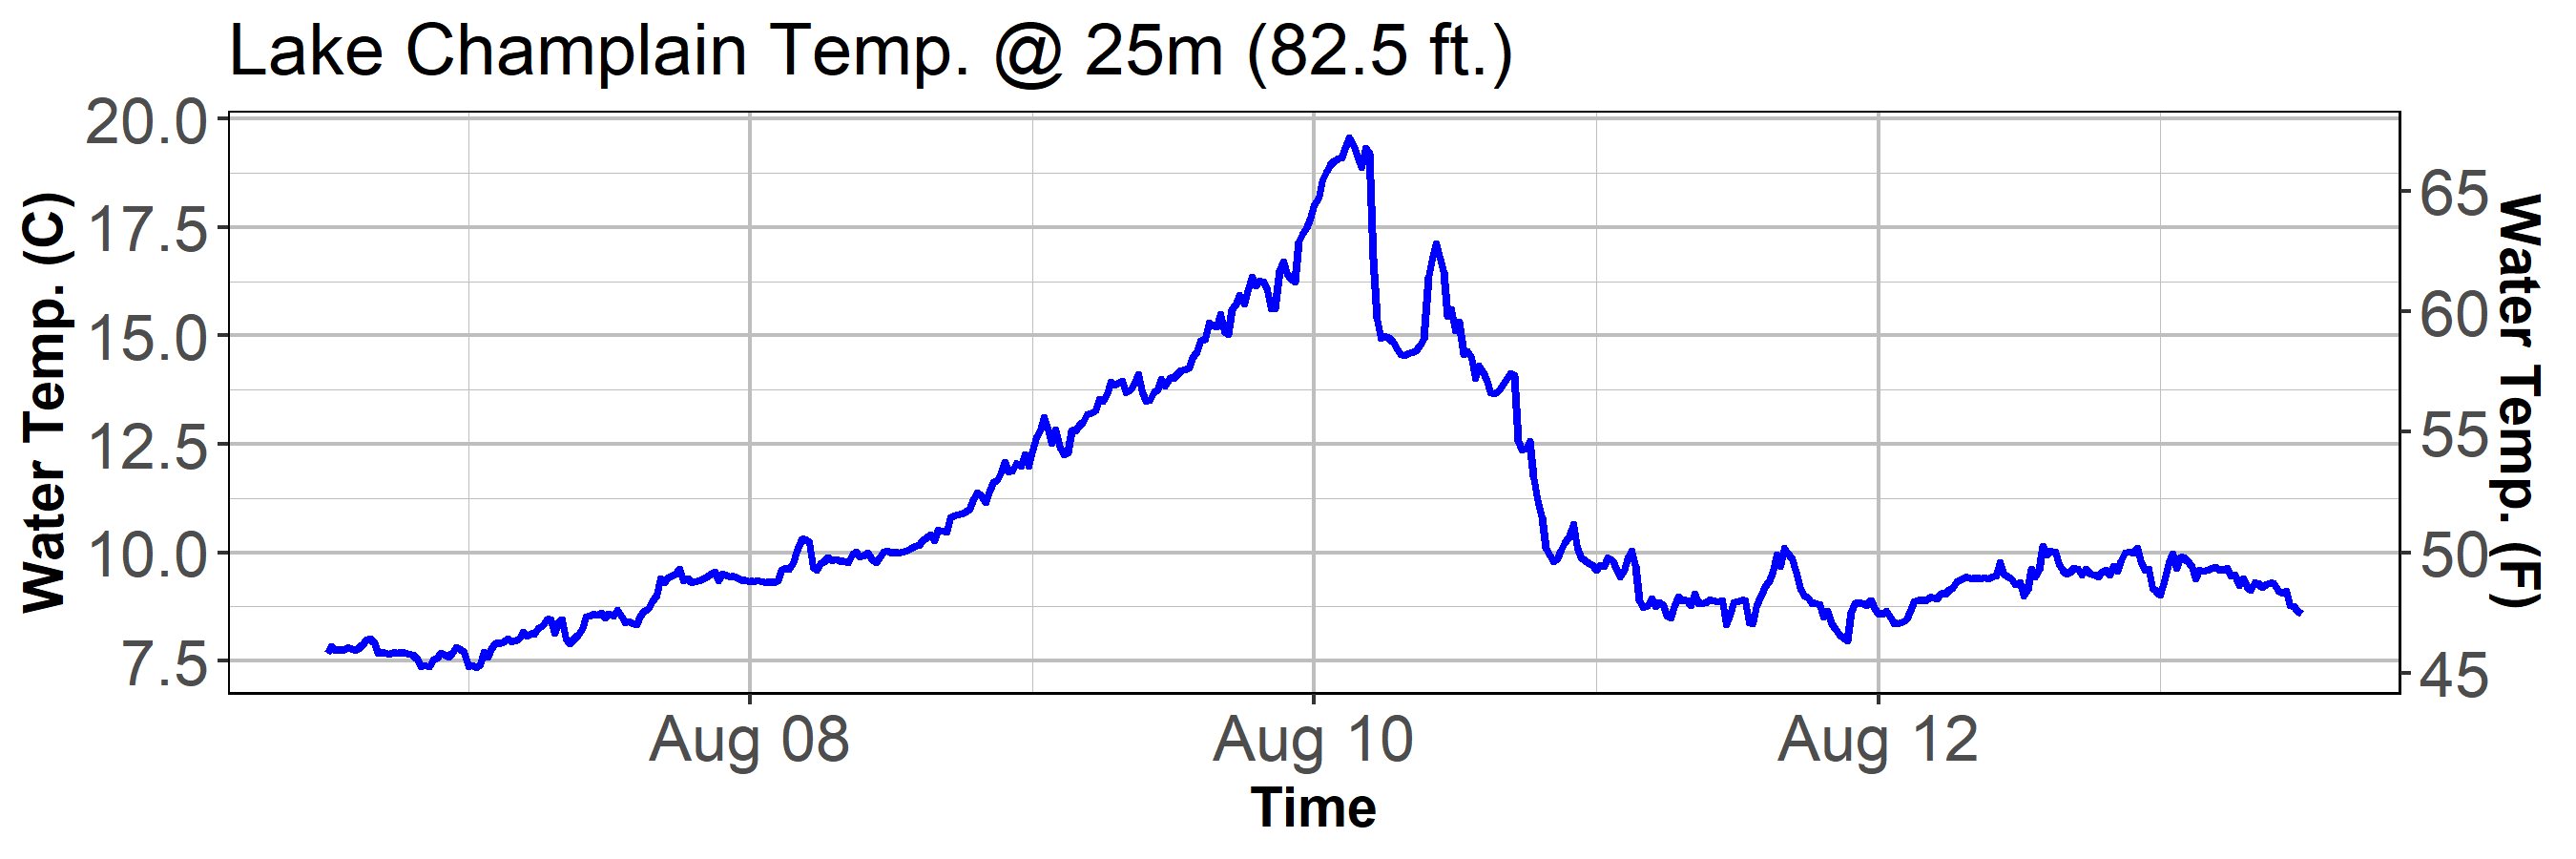 Lake Champlain Temp. @ 25m (82.5 ft.)
Water Temp. (C)
20.0
17.5
15.0
12.5
10.0
7.5
65
60
55
50
45
Water Temp. (F)
Aug 08
Aug 10
Aug 12
Time